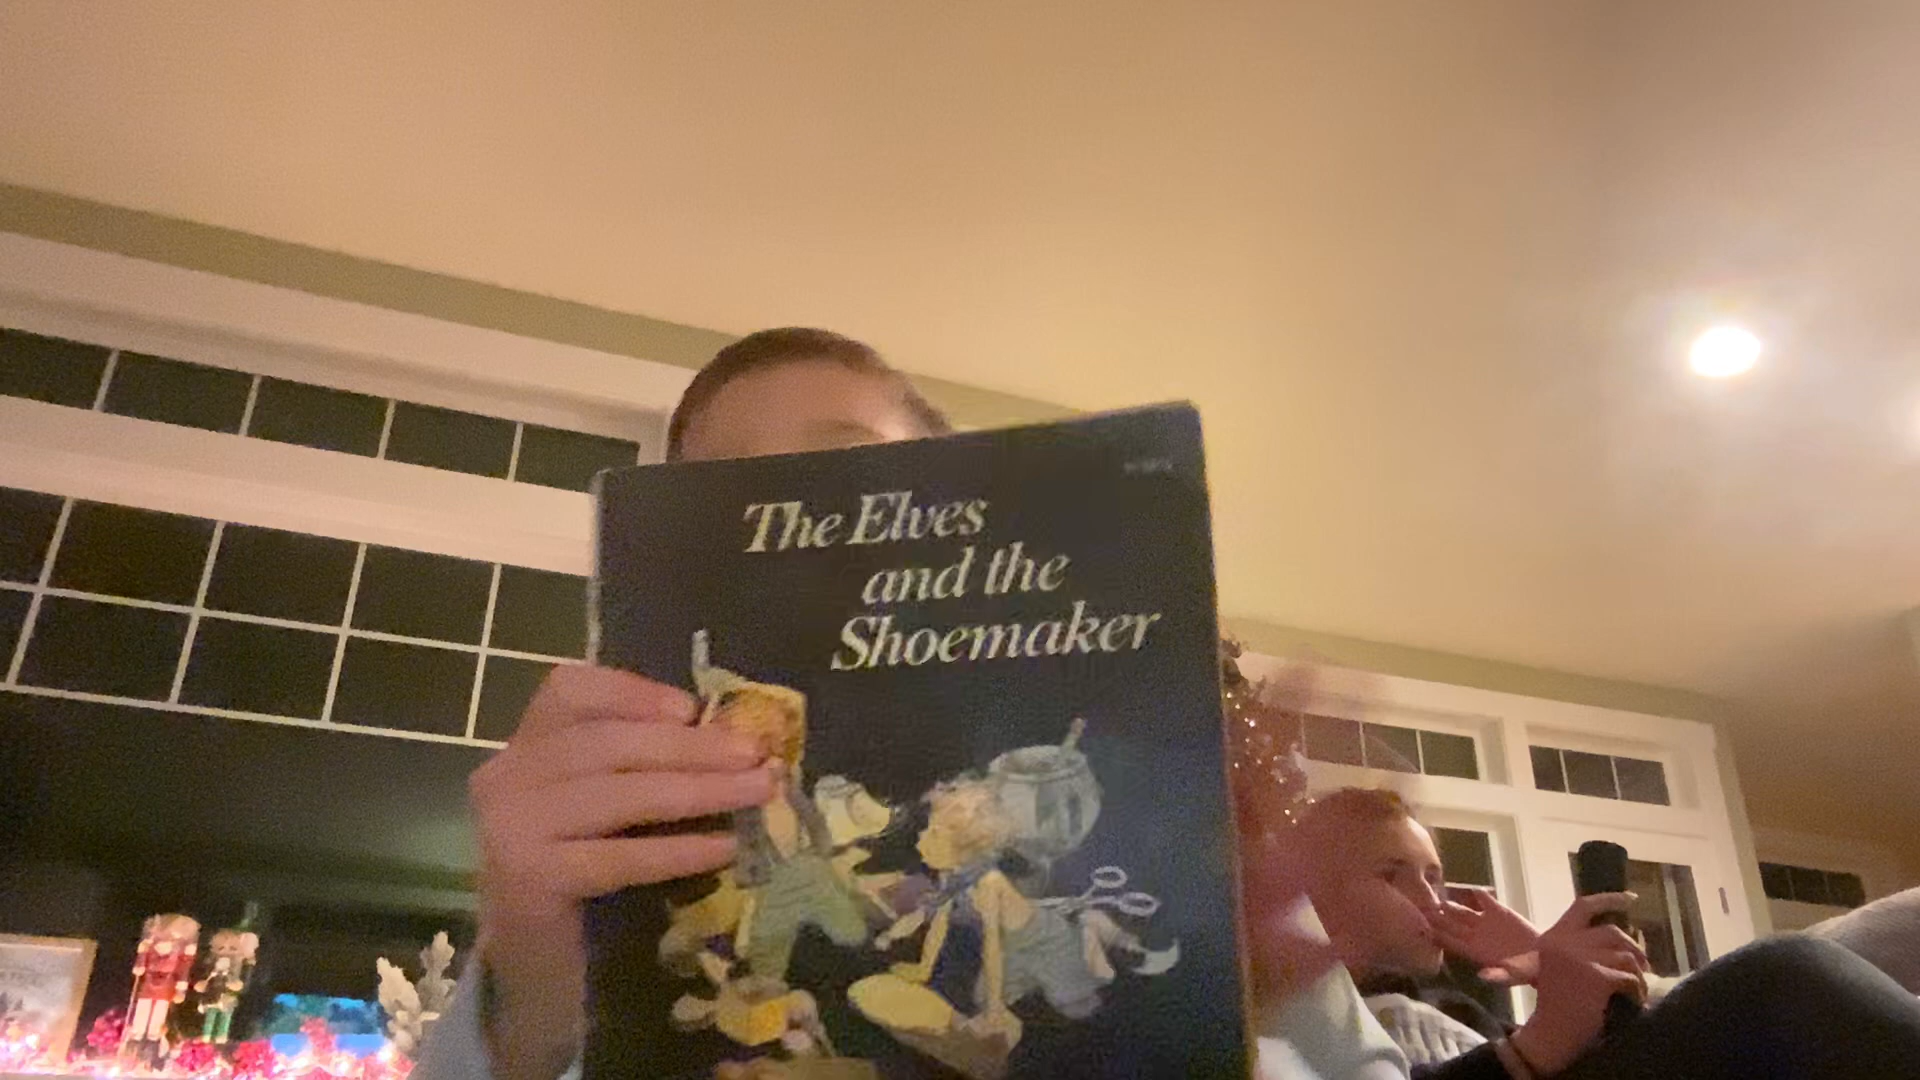 The Elves
and the
Shoemaker